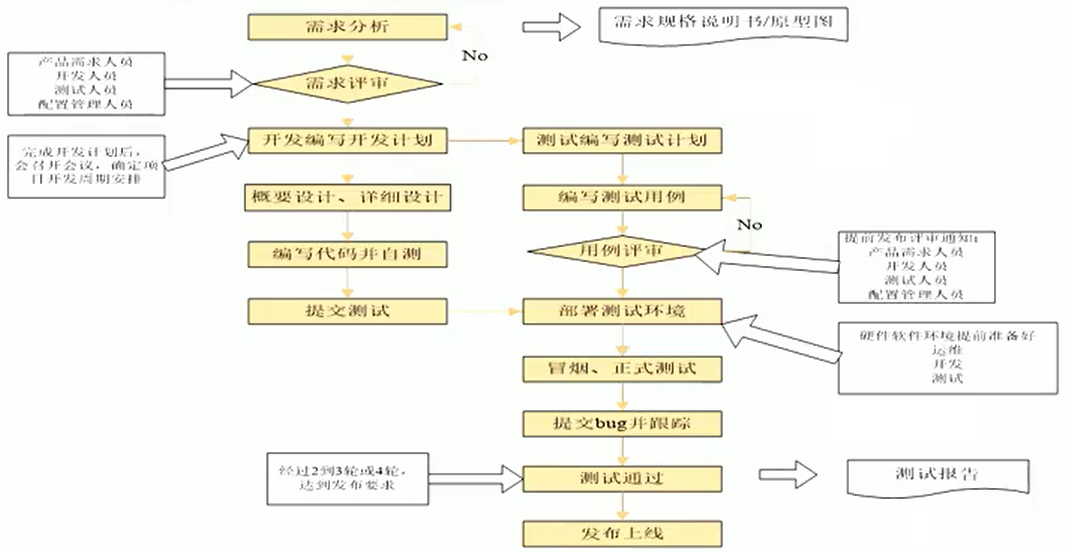 需求分析
需求规格说明书/原型图
No
产品需求人员
开发人员
测试人员
配置管理人员
需求评审
开发编写开发计划
测试编写测试计划
完成开发计划后,
会召开会议, 确定项
目开发周期安排
概要设计、详细设计
编写测试用例
No
编写代码并自测
用例评审
提前发布评审通知:
产品需求人员
开发人员
测试人员
配置管理人员
提交测试
部署测试环境
硬件软件环境提前准备好
运维
开发
测试
冒烟、正式测试
提交bug并跟踪
经过2到3轮或4轮,
达到发布要求
测试通过
测试报告
发布上线